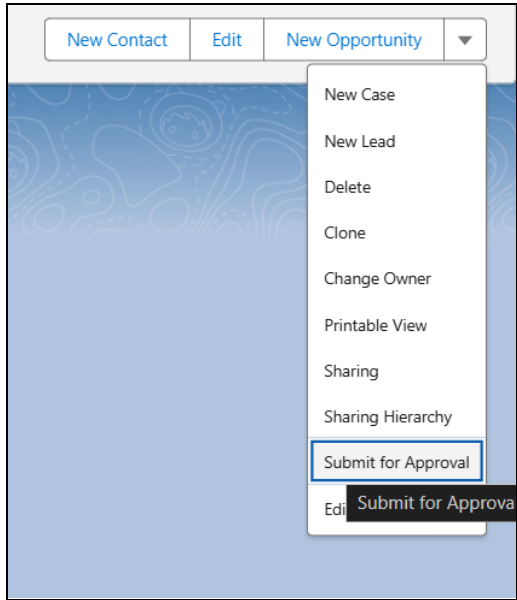 New Contact
Edit
New Opportunity
New Case
New Lead
Delete
Clone
Change Owner
Printable View
Sharing
Sharing Hierarchy
Submit for Approval
Edi
Submit for Approva